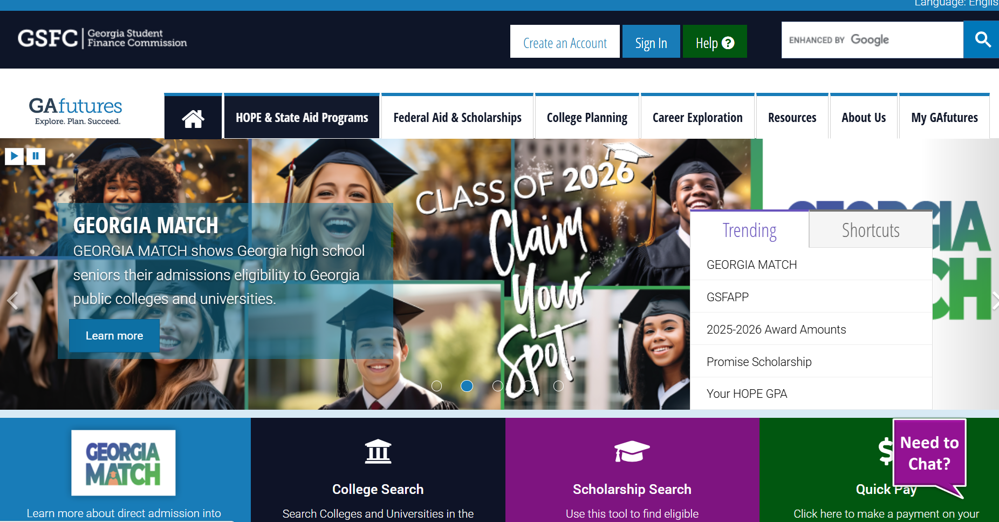 Language: Englis
GSFC
Georgia Student
Finance Commission
Create an Account
Sign In
Help ?
ENHANCED BY Google
GAfutures
Explore. Plan. Succeed.
HOPE & State Aid Programs
Federal Aid & Scholarships
College Planning
Career Exploration
Resources
About Us
My GAfutures
CLASS OF 2026
Claim
Your
Spot.
GEORGIA MATCH
GEORGIA MATCH shows Georgia high school
seniors their admissions eligibility to Georgia
public colleges and universities.
Learn more
Trending
Shortcuts
GEORGIA MATCH
GSFAPP
2025-2026 Award Amounts
Promise Scholarship
Your HOPE GPA
GEORGIA
MATCH
Learn more about direct admission into
College Search
Search Colleges and Universities in the
Scholarship Search
Use this tool to find eligible
$
Quick Pay
Click here to make a payment on your
Need to
Chat?